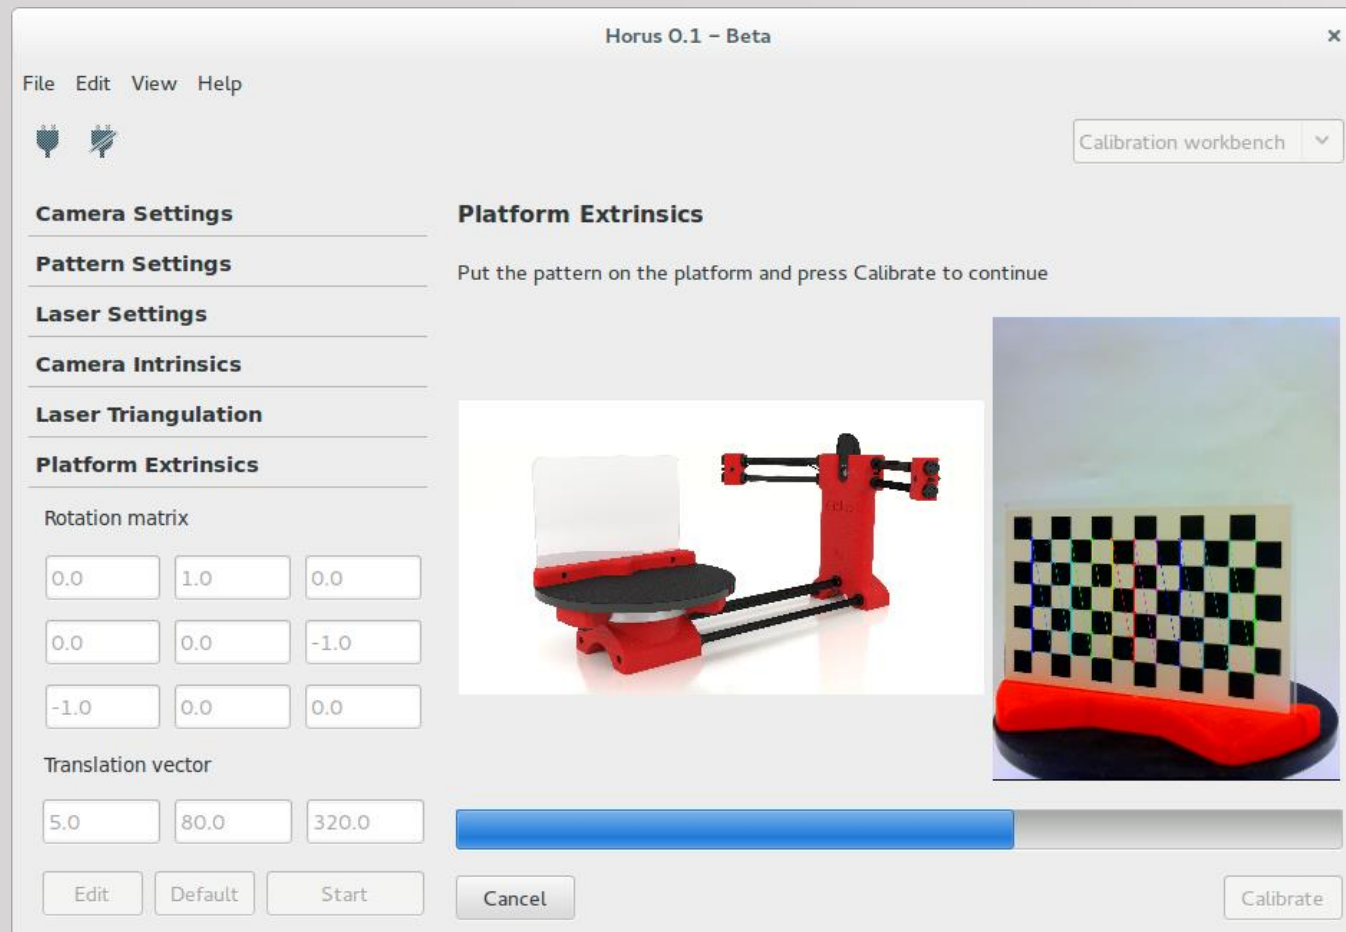 Horus 0.1 – Beta
File Edit View Help
Calibration workbench
Camera Settings
Pattern Settings
Laser Settings
Camera Intrinsics
Laser Triangulation
Platform Extrinsics
Rotation matrix
0.0 1.0 0.0
0.0 0.0 -1.0
-1.0 0.0 0.0
Translation vector
5.0 80.0 320.0
Edit Default Start
Platform Extrinsics
Put the pattern on the platform and press Calibrate to continue
Cancel
Calibrate